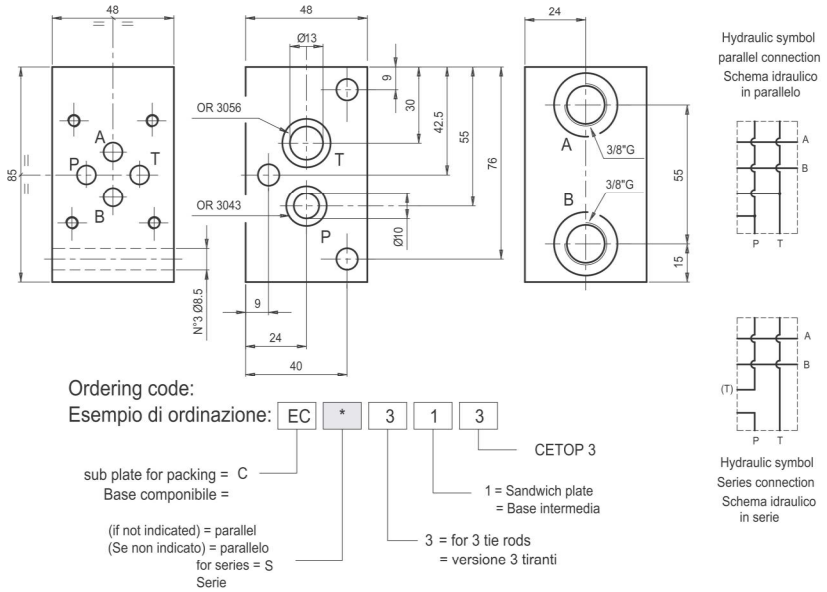 48
85
=
=
A
P
T
B
N°3 Ø8.5
48
Ø13
OR 3056
OR 3043
T
P
9
30
42.5
55
76
Ø10
9
24
40
24
A
3/8"G
B
3/8"G
55
15
Hydraulic symbol
parallel connection
Schema idraulico
in parallelo
A
B
P T
A
B
(T)
P T
Hydraulic symbol
Series connection
Schema idraulico
in serie
Ordering code:
Esempio di ordinazione: EC * 3 1 3
CETOP 3
sub plate for packing = C
Base componibile =
1 = Sandwich plate
= Base intermedia
(if not indicated) = parallel
(Se non indicato) = parallelo
for series = S
Serie
3 = for 3 tie rods
= versione 3 tiranti